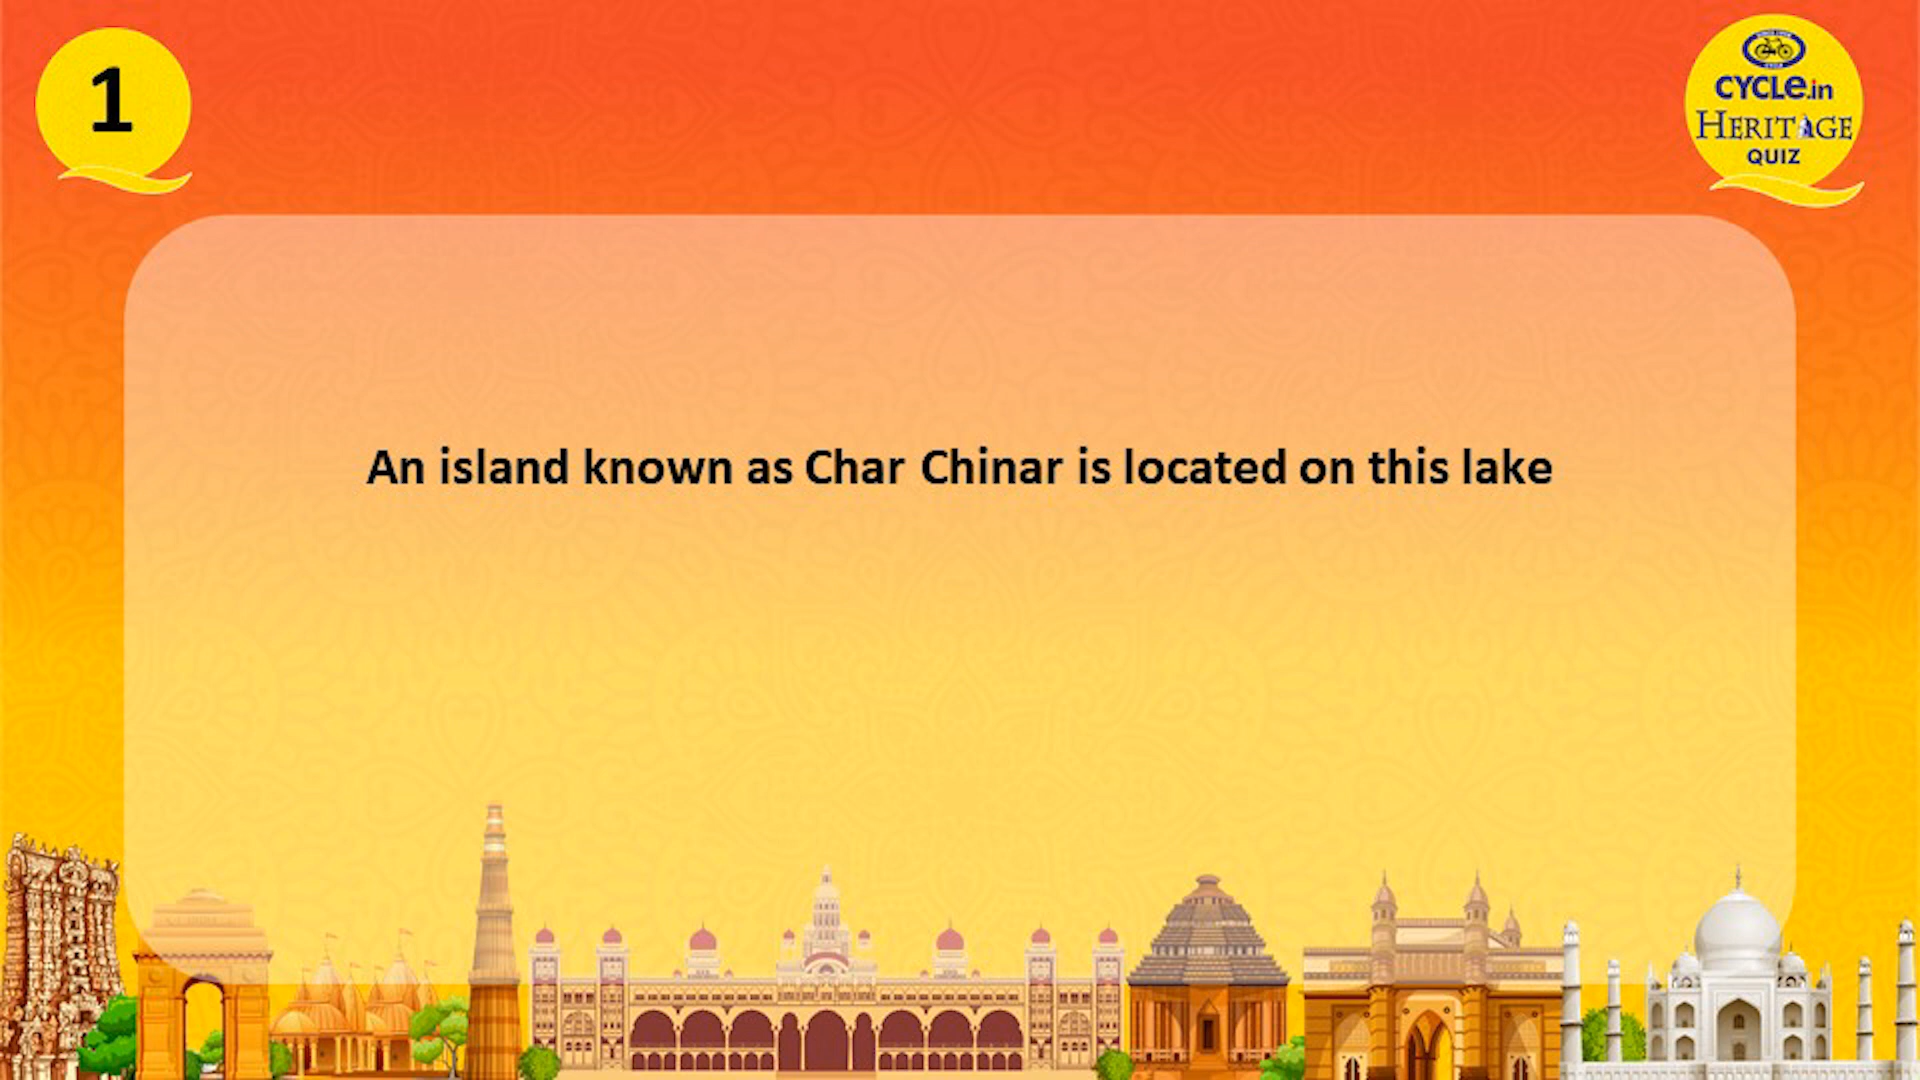 1
CYCLE.in
HERITAGE
QUIZ
An island known as Char Chinar is located on this lake